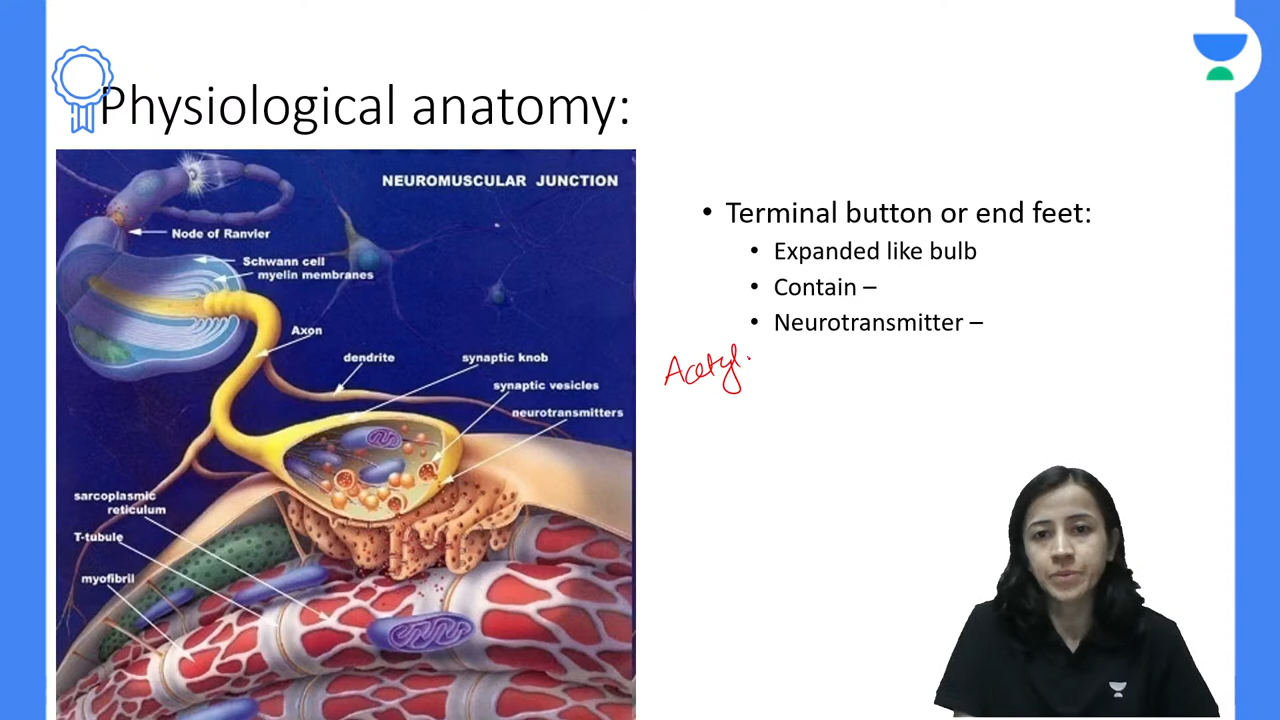 Physiological anatomy:
NEUROMUSCULAR JUNCTION
Node of Ranvier
Schwann cell
myelin membranes
Axon
dendrite
synaptic knob
synaptic vesicles
neurotransmitters
sarcoplasmic
reticulum
T-tubule
myofibril
• Terminal button or end feet:
• Expanded like bulb
• Contain –
• Neurotransmitter –
Acetyl.